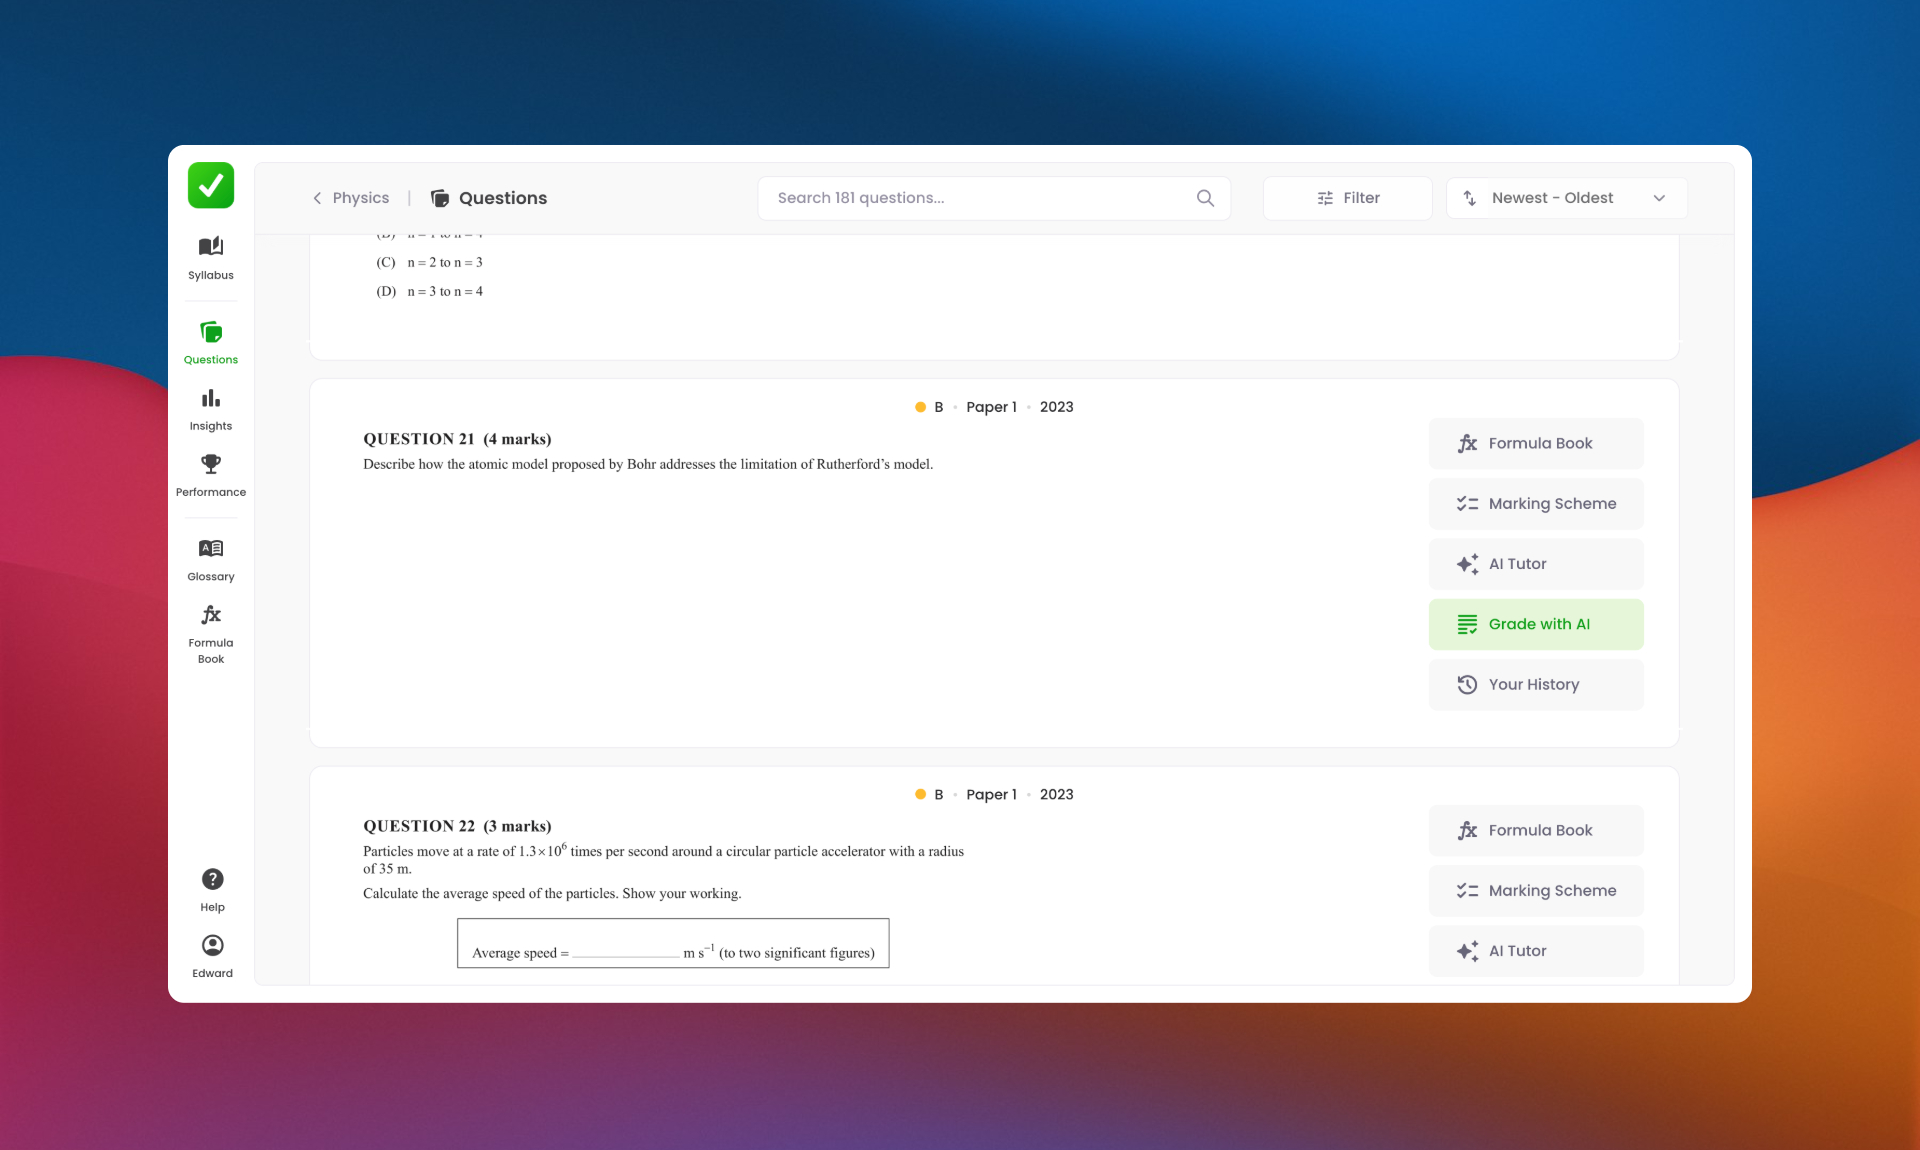 Physics | Questions
Search 181 questions...
Filter
Newest - Oldest
Syllabus
Questions
Insights
Performance
Glossary
Formula
Book
Help
Edward
(C) n = 2 to n = 3
(D) n = 3 to n = 4
B • Paper 1 • 2023
QUESTION 21 (4 marks)
Describe how the atomic model proposed by Bohr addresses the limitation of Rutherford’s model.
Formula Book
Marking Scheme
AI Tutor
Grade with AI
Your History
B • Paper 1 • 2023
QUESTION 22 (3 marks)
Particles move at a rate of 1.3×10⁶ times per second around a circular particle accelerator with a radius
of 35 m.
Calculate the average speed of the particles. Show your working.
Average speed = ______________ m s⁻¹ (to two significant figures)
Formula Book
Marking Scheme
AI Tutor